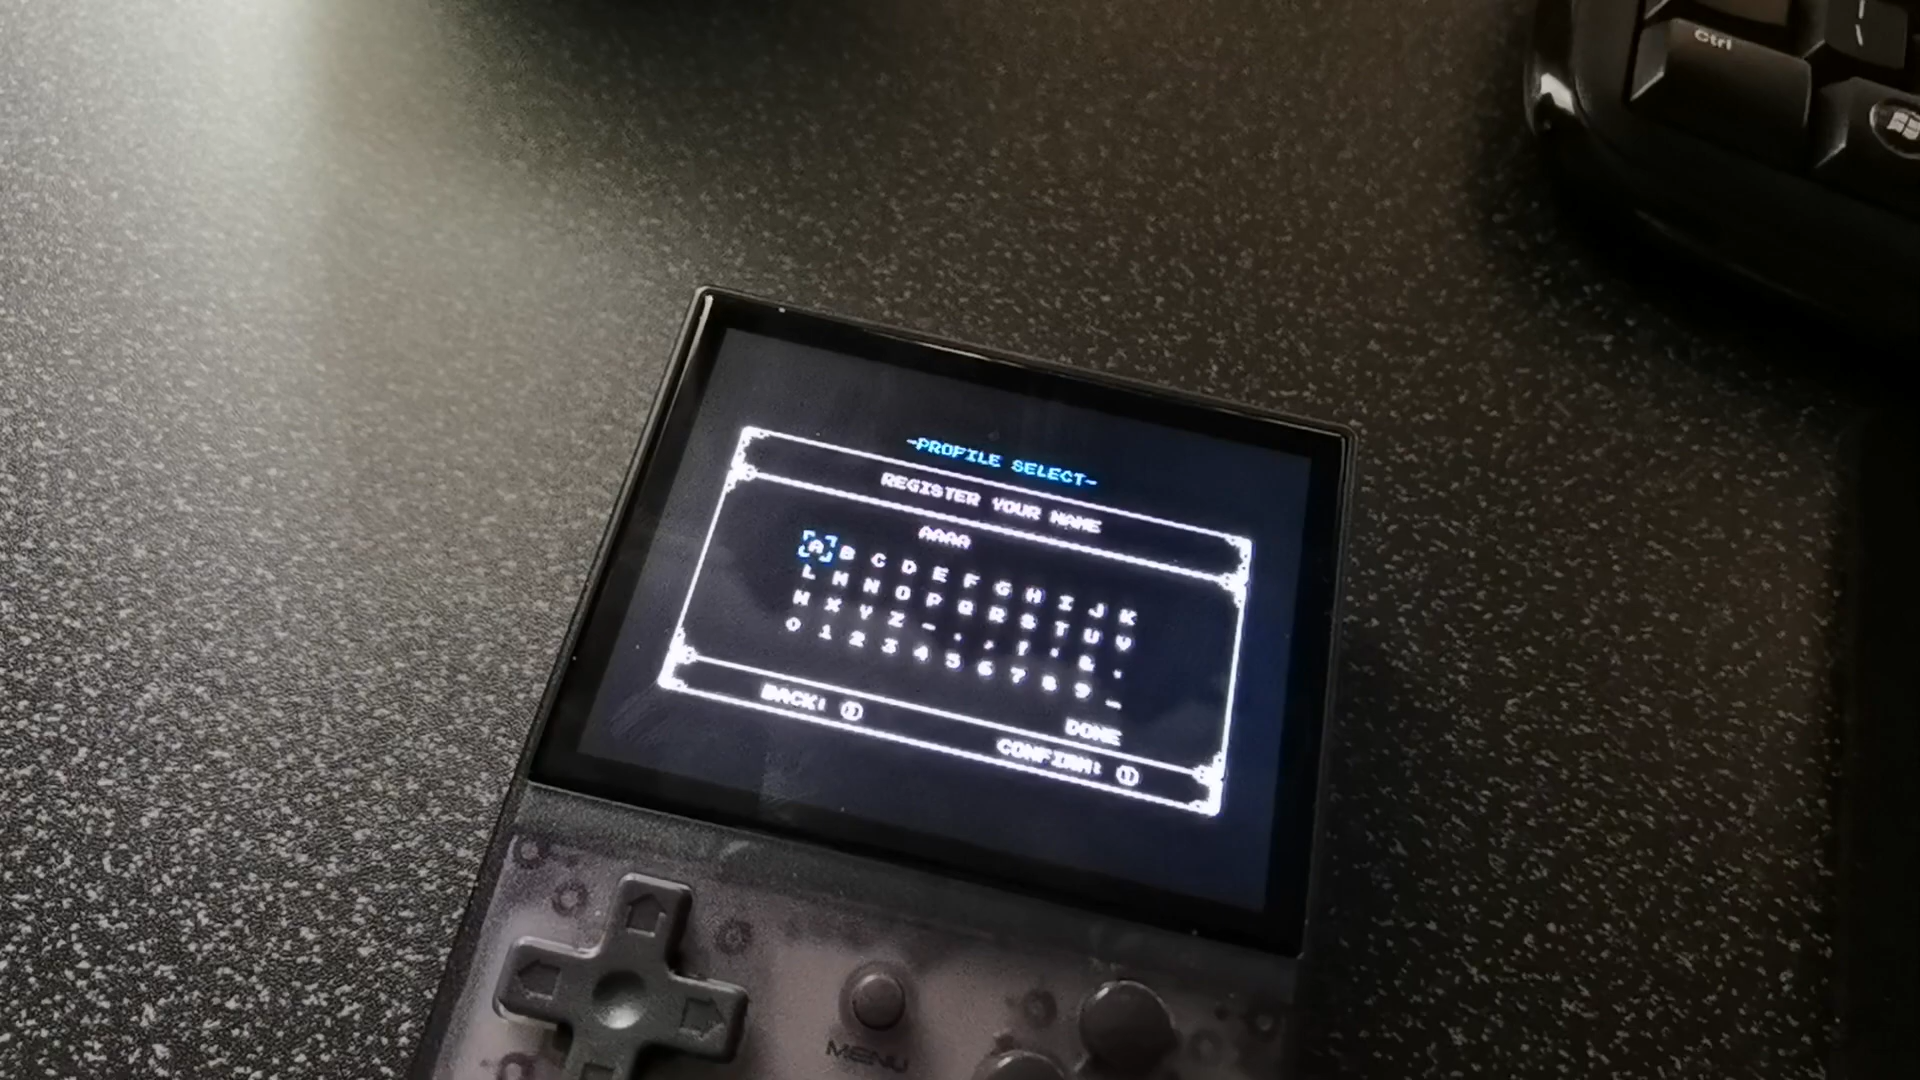 Ctrl
-PROFILE SELECT-
REGISTER YOUR NAME
AAAA
A B C D E F G H I J K
L M N O P Q R S T U V
W X Y Z - . , ! ' & .
0 1 2 3 4 5 6 7 8 9 _
DONE
BACK:
CONFIRM:
MENU